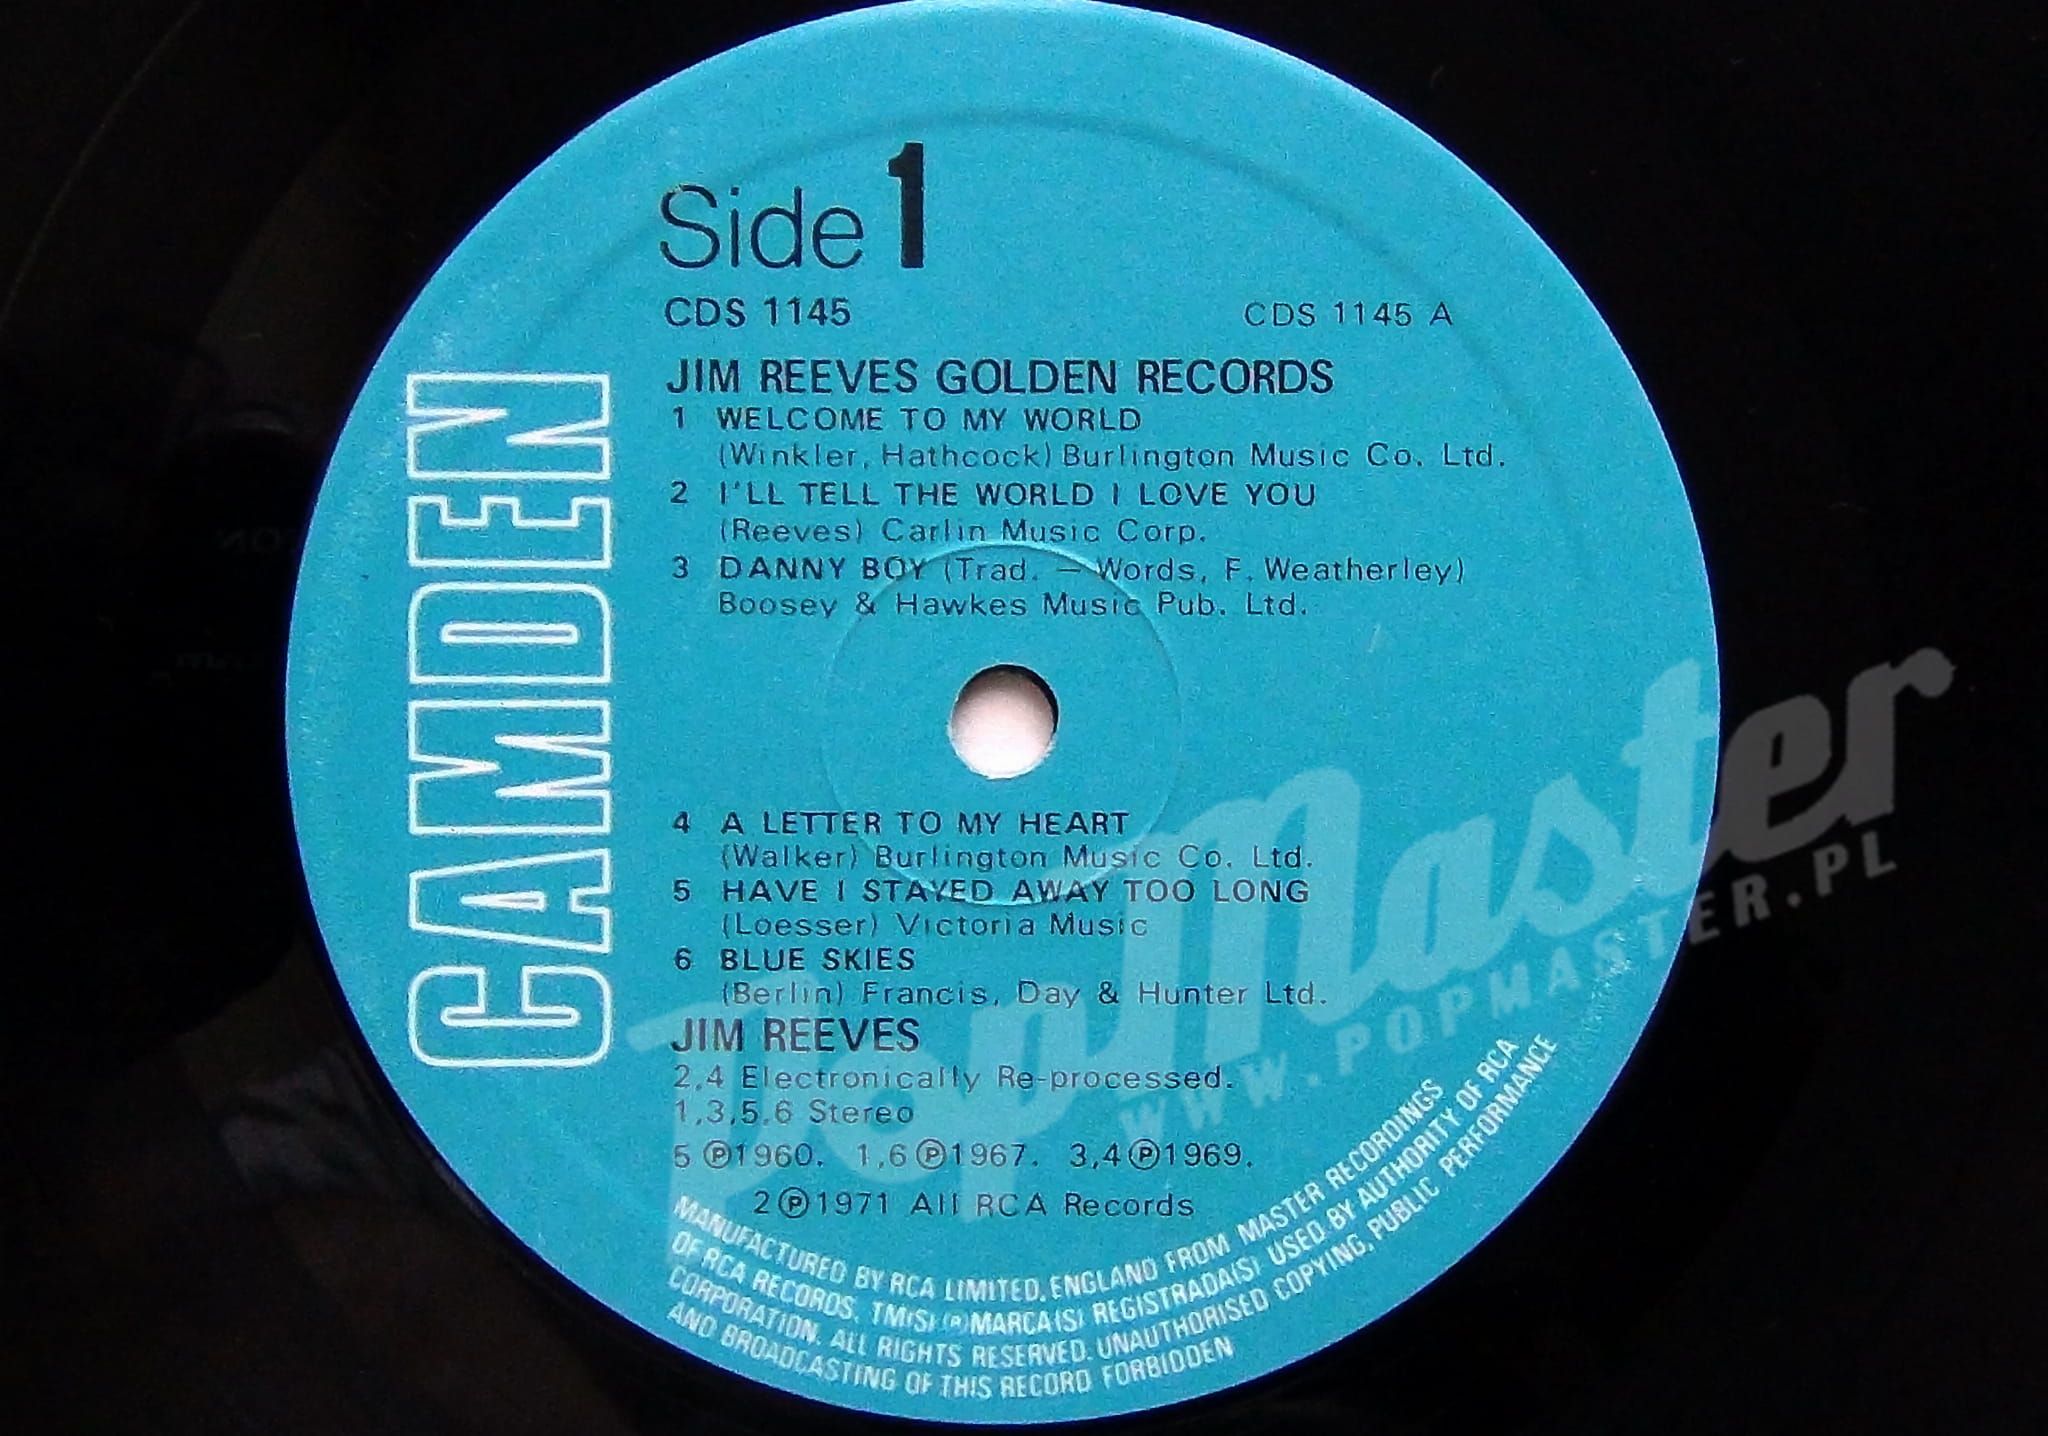 Side 1
CDS 1145 CDS 1145 A
JIM REEVES GOLDEN RECORDS
1 WELCOME TO MY WORLD
(Winkler, Hathcock) Burlington Music Co. Ltd.
2 I'LL TELL THE WORLD I LOVE YOU
(Reeves) Carlin Music Corp.
3 DANNY BOY (Trad. – Words, F. Weatherley)
Boosey & Hawkes Music Pub. Ltd.
CAMDEN
4 A LETTER TO MY HEART
(Walker) Burlington Music Co. Ltd.
5 HAVE I STAYED AWAY TOO LONG
(Loesser) Victoria Music
6 BLUE SKIES
(Berlin) Francis, Day & Hunter Ltd.
JIM REEVES
2,4 Electronically Re-processed.
1,3,5,6 Stereo
5 ℗1960. 1,6 ℗1967. 3,4 ℗1969.
2 ℗1971 All RCA Records
MANUFACTURED BY RCA LIMITED, ENGLAND FROM MASTER RECORDINGS
OF RCA RECORDS. TM(S) ® MARCA(S) REGISTRADA(S) USED BY AUTHORITY OF RCA
CORPORATION. ALL RIGHTS RESERVED. UNAUTHORISED COPYING, PUBLIC PERFORMANCE
AND BROADCASTING OF THIS RECORD FORBIDDEN
PopMaster
WWW.POPMASTER.PL